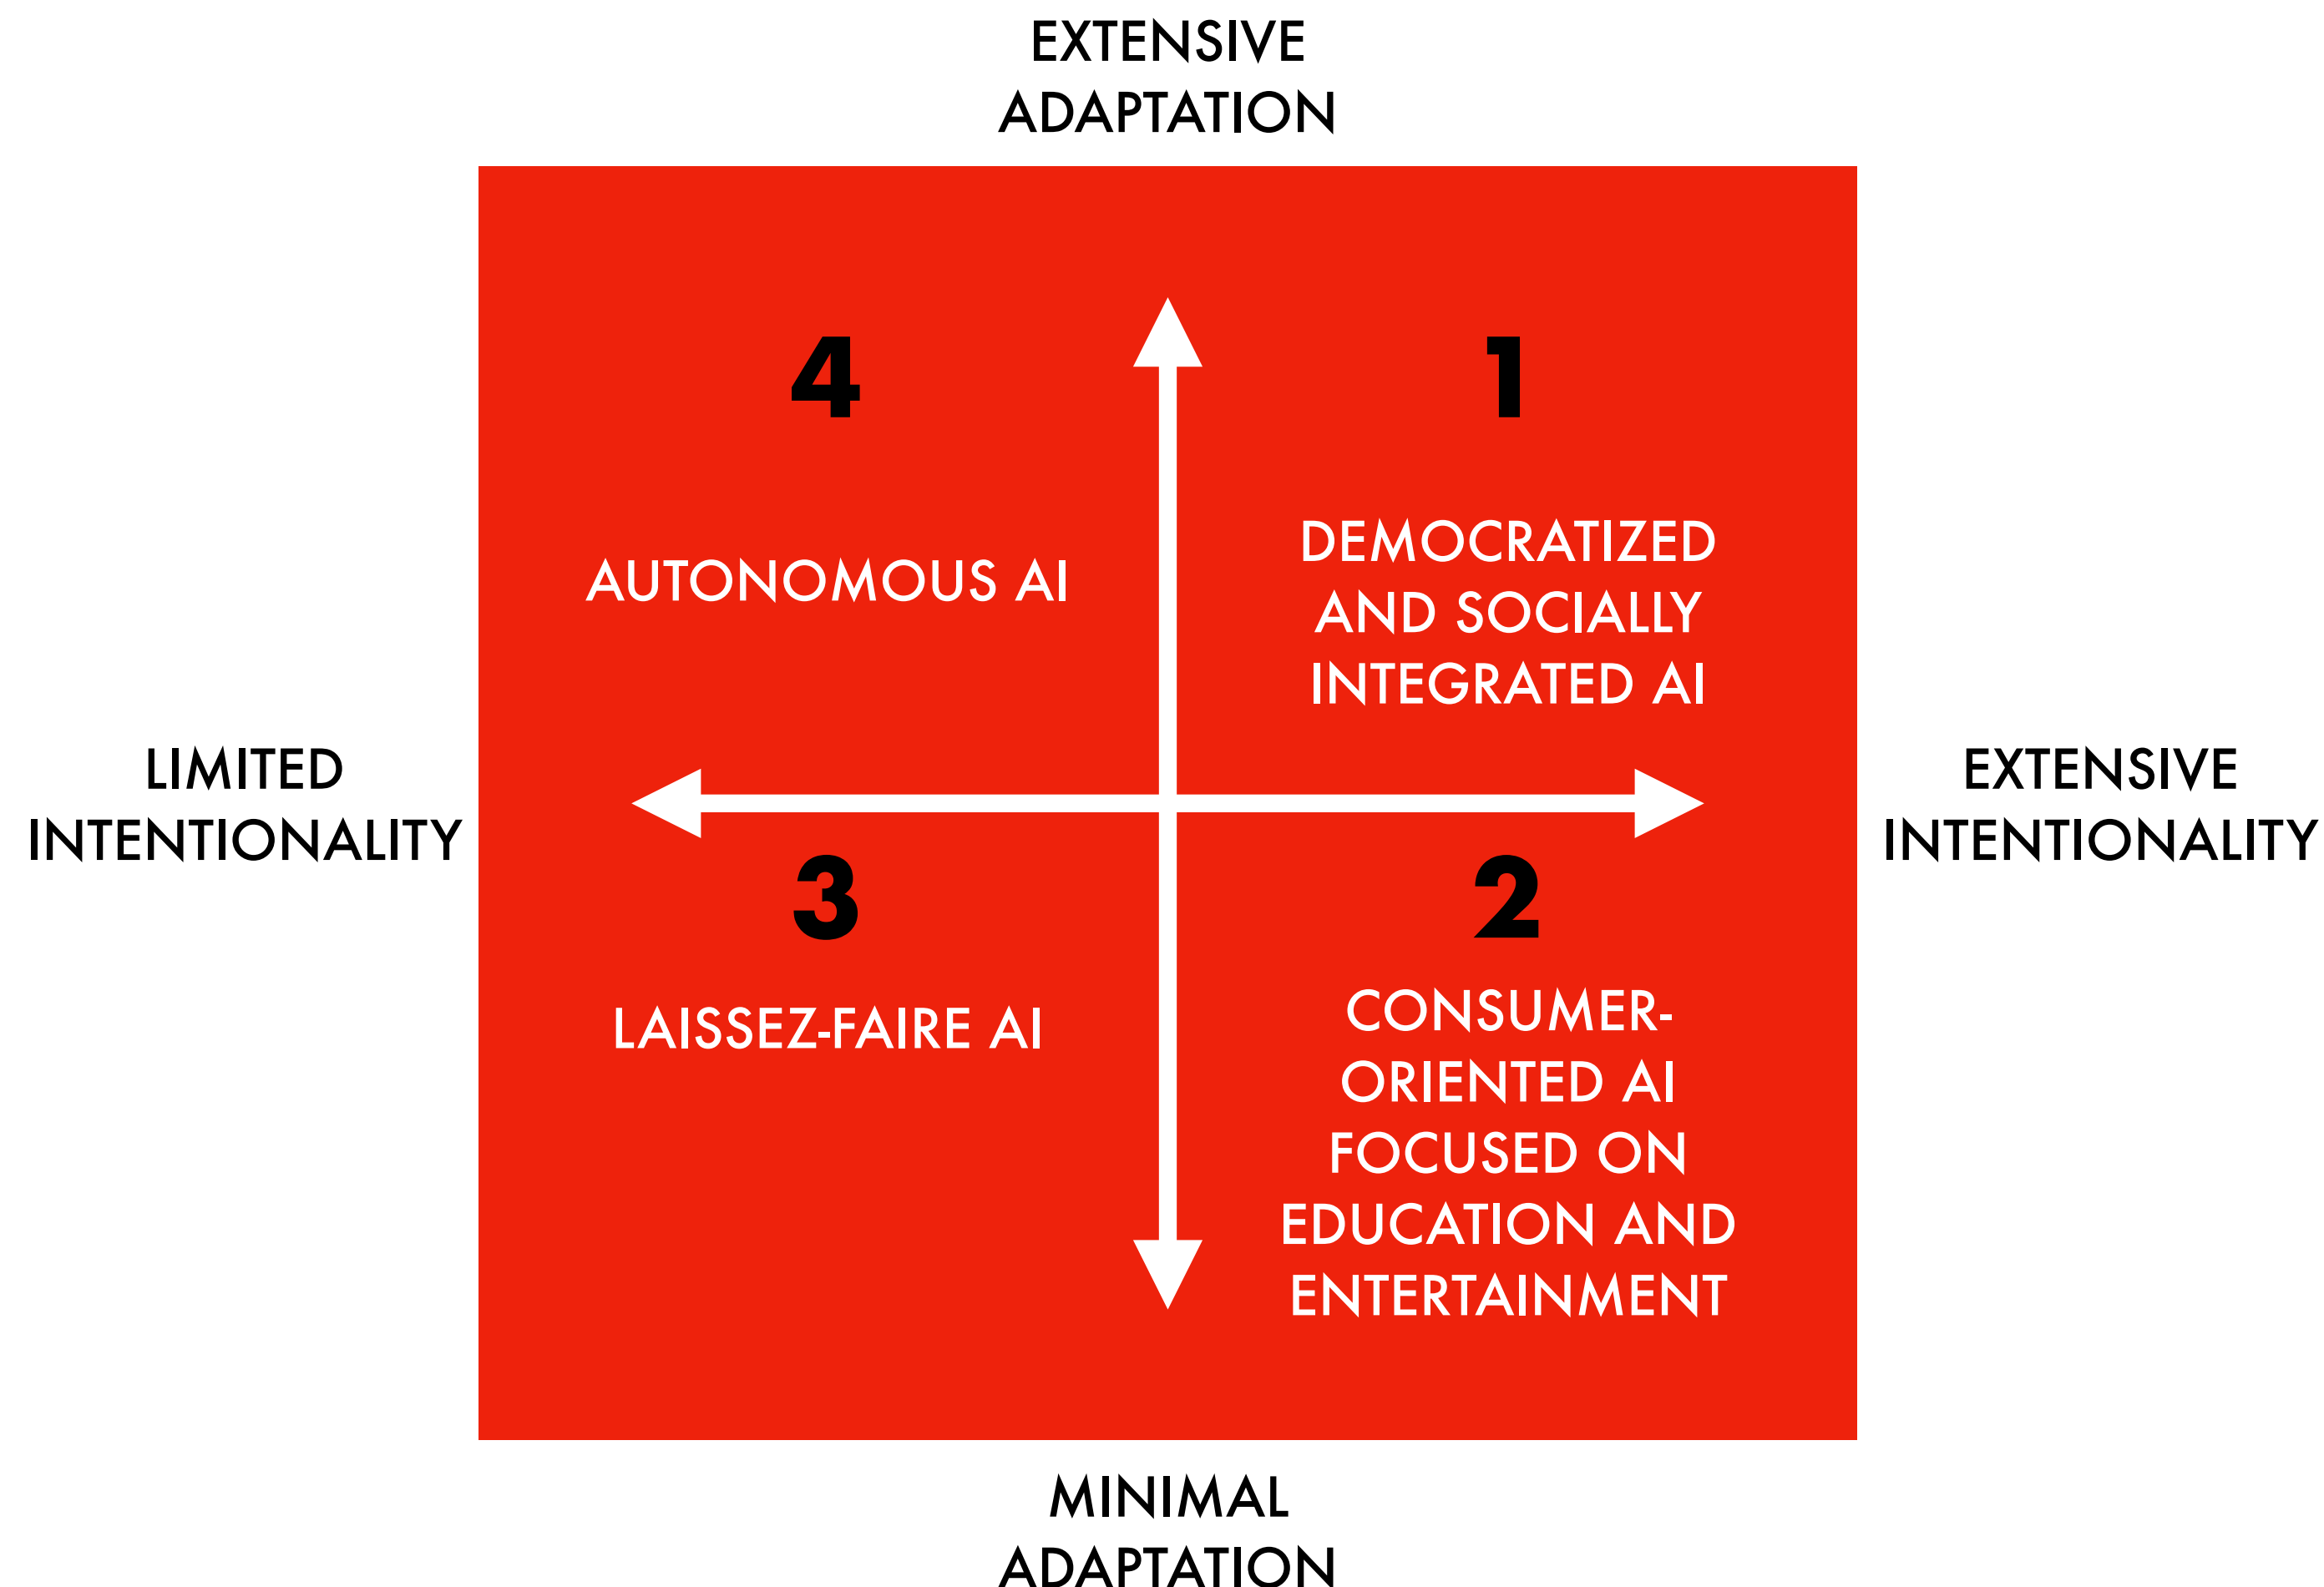 EXTENSIVE
ADAPTATION
4
1
AUTONOMOUS AI
DEMOCRATIZED
AND SOCIALLY
INTEGRATED AI
LIMITED
INTENTIONALITY
EXTENSIVE
INTENTIONALITY
3
LAISSEZ-FAIRE AI
2
CONSUMER-
ORIENTED AI
FOCUSED ON
EDUCATION AND
ENTERTAINMENT
MINIMAL
ADAPTATION